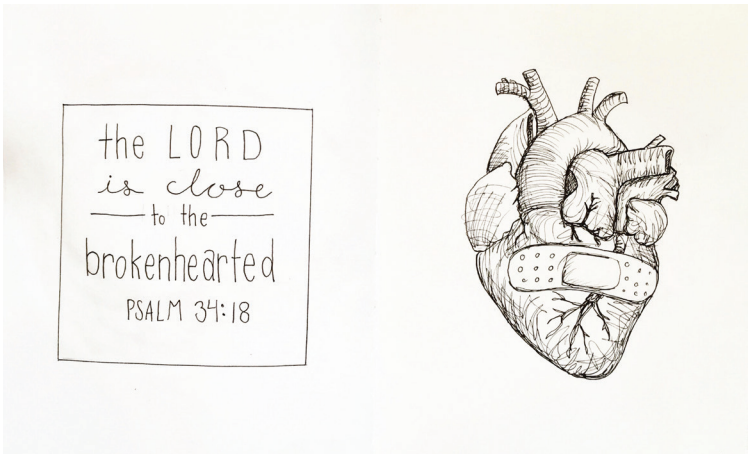 the LORD
is close
to the
brokenhearted
PSALM 34:18